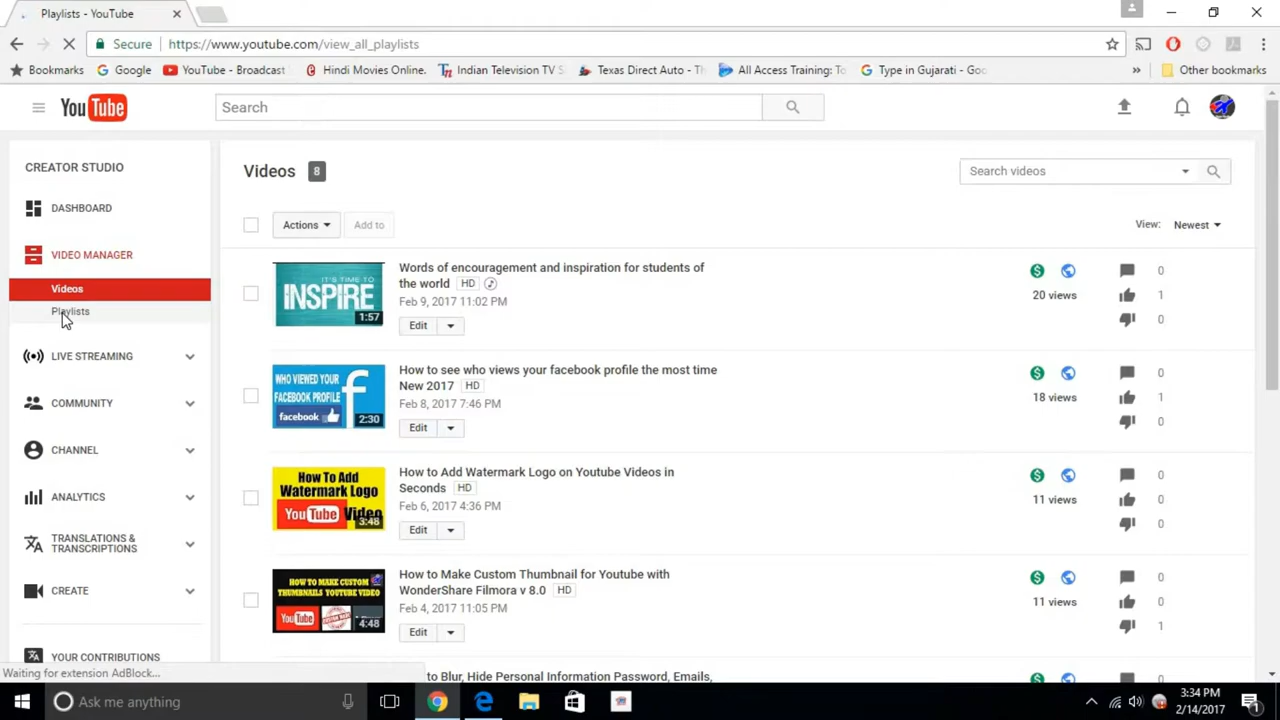 Playlists - YouTube
Secure https://www.youtube.com/view_all_playlists
Bookmarks Google YouTube - Broadcast Hindi Movies Online. Indian Television TV S Texas Direct Auto - Th All Access Training: To Type in Gujarati - Goo » Other bookmarks
YouTube Search
CREATOR STUDIO
DASHBOARD
VIDEO MANAGER
Videos
Playlists
LIVE STREAMING
COMMUNITY
CHANNEL
ANALYTICS
TRANSLATIONS &
TRANSCRIPTIONS
CREATE
YOUR CONTRIBUTIONS
Videos 8
Search videos
Actions Add to
View: Newest
IT'S TIME TO
INSPIRE
1:57
Words of encouragement and inspiration for students of
the world HD
Feb 9, 2017 11:02 PM
Edit
20 views
0
1
0
WHO VIEWED YOUR
FACEBOOK PROFILE
facebook
2:30
How to see who views your facebook profile the most time
New 2017 HD
Feb 8, 2017 7:46 PM
Edit
18 views
0
1
0
How To Add
Watermark Logo
YouTube Video
3:48
How to Add Watermark Logo on Youtube Videos in
Seconds HD
Feb 6, 2017 4:36 PM
Edit
11 views
0
0
0
HOW TO MAKE CUSTOM
THUMBNAILS YOUTUBE VIDEO
YouTube
4:48
How to Make Custom Thumbnail for Youtube with
WonderShare Filmora v 8.0 HD
Feb 4, 2017 11:05 PM
Edit
11 views
0
0
1
to Blur, Hide Personal Information Password, Emails,
0
Waiting for extension AdBlock...
Ask me anything
3:34 PM
2/14/2017
1